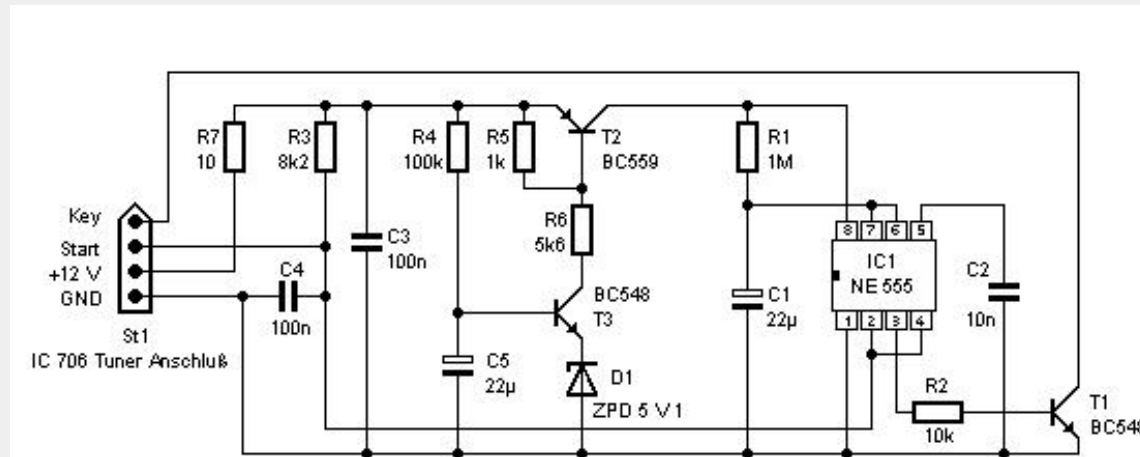 Key
Start
+12 V
GND
St1
IC 706 Tuner Anschluß
R7
10
R3
8k2
C4
100n
C3
100n
R4
100k
R5
1k
T2
BC559
R6
5k6
BC548
T3
C5
22µ
D1
ZPD 5 V 1
R1
1M
C1
22µ
8 7 6 5
IC1
NE 555
1 2 3 4
C2
10n
R2
10k
T1
BC548